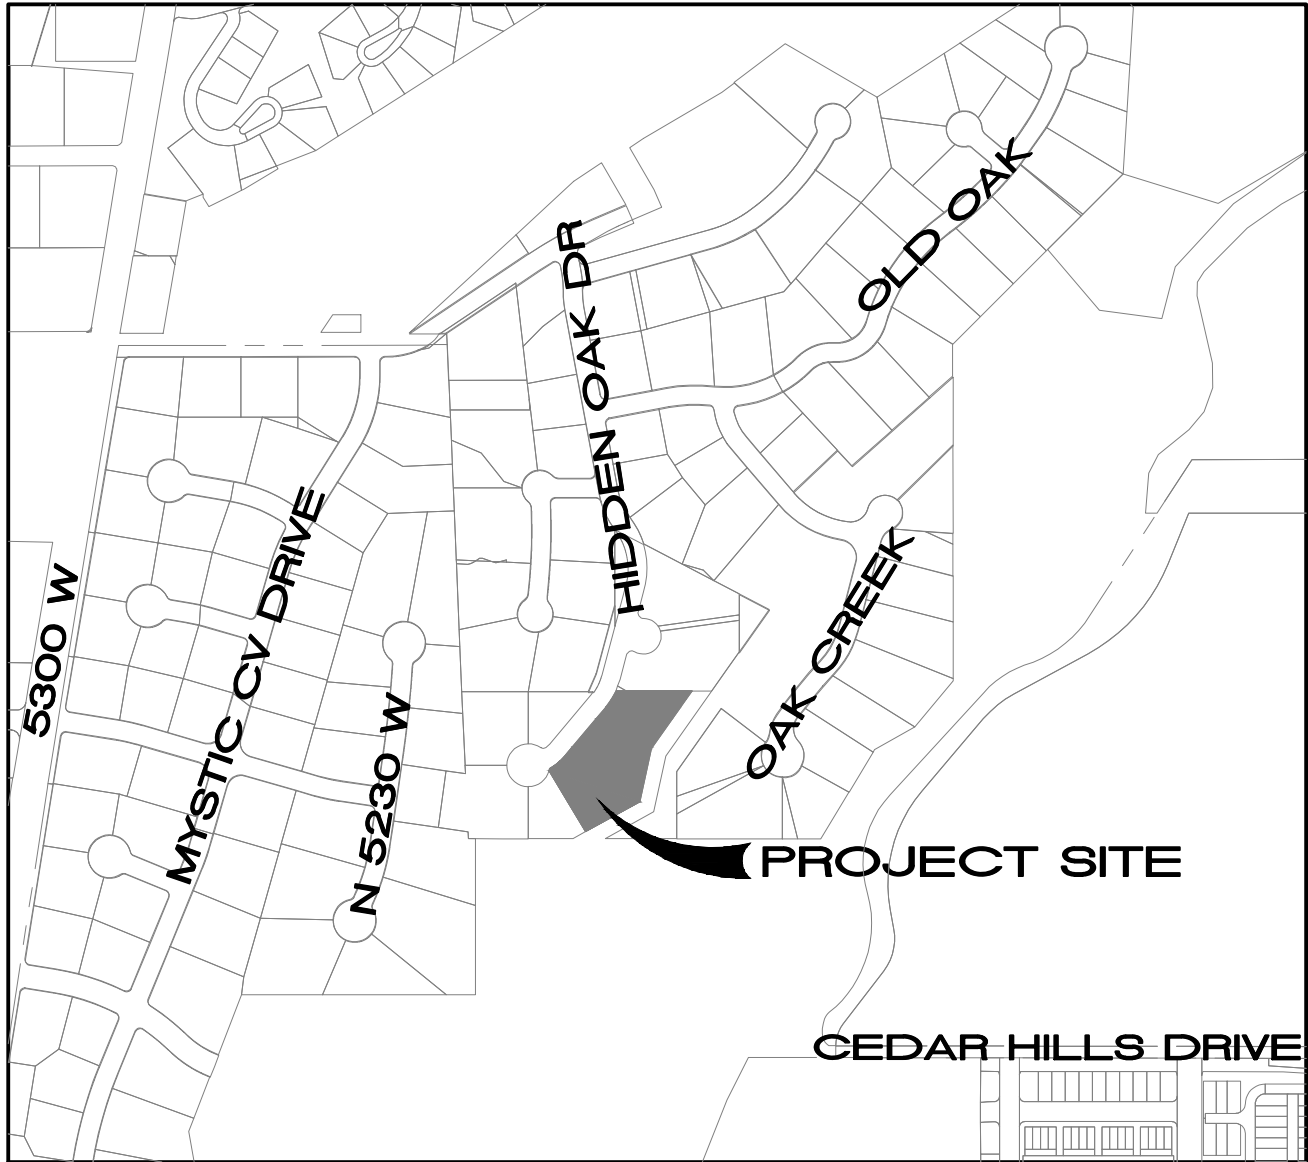 HIDDEN OAK DR
OLD OAK
MYSTIC CV DRIVE
5300 W
N 5230 W
OAK CREEK
PROJECT SITE
CEDAR HILLS DRIVE